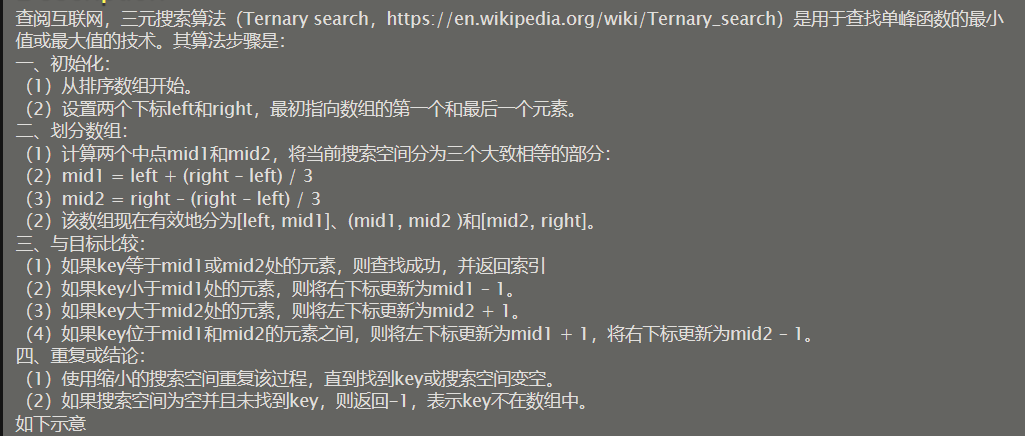 查阅互联网，三元搜索算法（Ternary search，https://en.wikipedia.org/wiki/Ternary_search）是用于查找单峰函数的最小
值或最大值的技术。其算法步骤是：
一、初始化：
（1）从排序数组开始。
（2）设置两个下标left和right，最初指向数组的第一个和最后一个元素。
二、划分数组：
（1）计算两个中点mid1和mid2，将当前搜索空间分为三个大致相等的部分：
（2）mid1 = left + (right – left) / 3
（3）mid2 = right – (right – left) / 3
（2）该数组现在有效地分为[left, mid1]、(mid1, mid2 )和[mid2, right]。
三、与目标比较：
（1）如果key等于mid1或mid2处的元素，则查找成功，并返回索引
（2）如果key小于mid1处的元素，则将右下标更新为mid1 – 1。
（3）如果key大于mid2处的元素，则将左下标更新为mid2 + 1。
（4）如果key位于mid1和mid2的元素之间，则将左下标更新为mid1 + 1，将右下标更新为mid2 – 1。
四、重复或结论：
（1）使用缩小的搜索空间重复该过程，直到找到key或搜索空间变空。
（2）如果搜索空间为空并且未找到key，则返回-1，表示key不在数组中。
如下示意